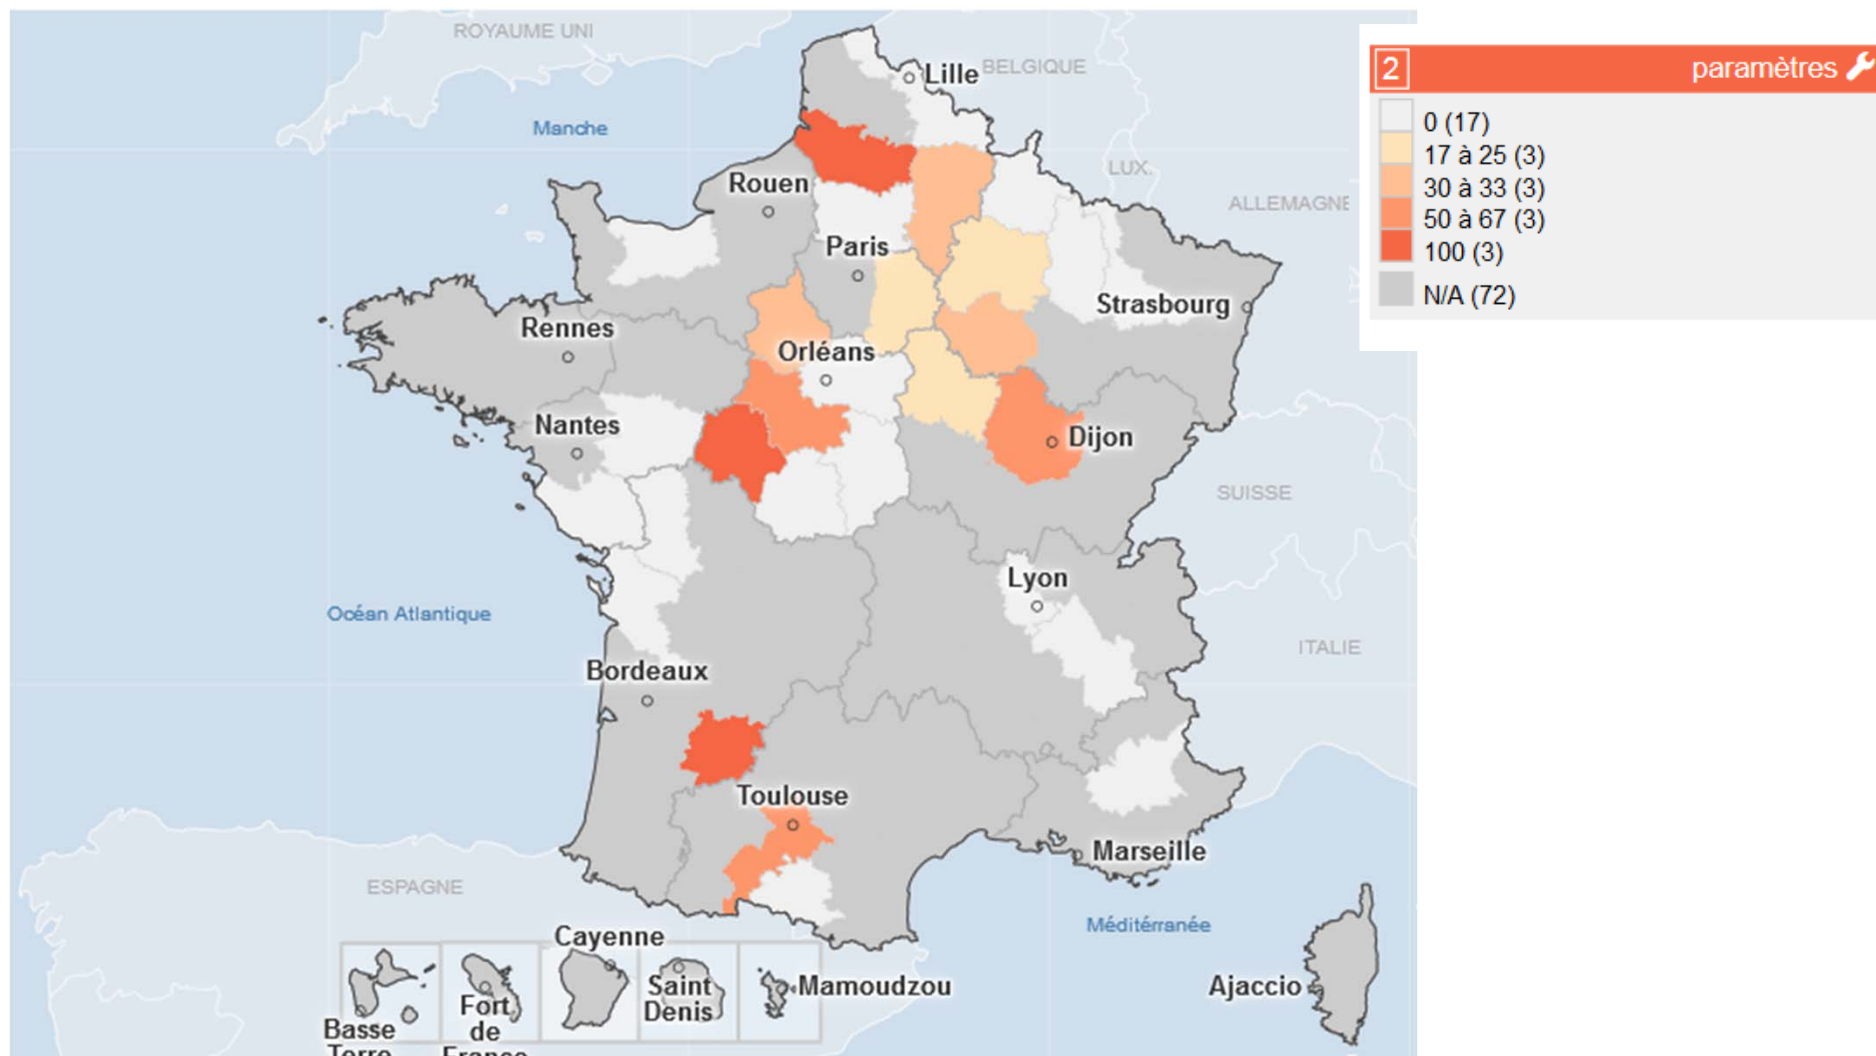 ROYAUME UNI
Lille
BELGIQUE
Manche
Rouen
LUX.
ALLEMAGNE
Paris
Strasbourg
Rennes
Orléans
Nantes
Dijon
SUISSE
Lyon
Océan Atlantique
ITALIE
Bordeaux
Toulouse
Marseille
ESPAGNE
Méditérranée
Cayenne
Saint
Denis
Mamoudzou
Ajaccio
Fort
de
France
Basse
Terre
2 paramètres
0 (17)
17 à 25 (3)
30 à 33 (3)
50 à 67 (3)
100 (3)
N/A (72)